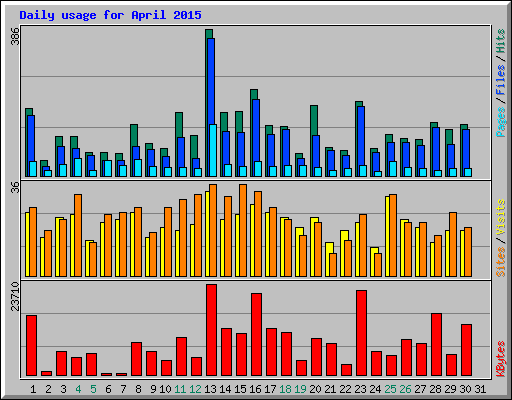 Daily usage for April 2015
386
Pages / Files / Hits
36
Sites / Visits
23710
KBytes
1 2 3 4 5 6 7 8 9 10 11 12 13 14 15 16 17 18 19 20 21 22 23 24 25 26 27 28 29 30 31